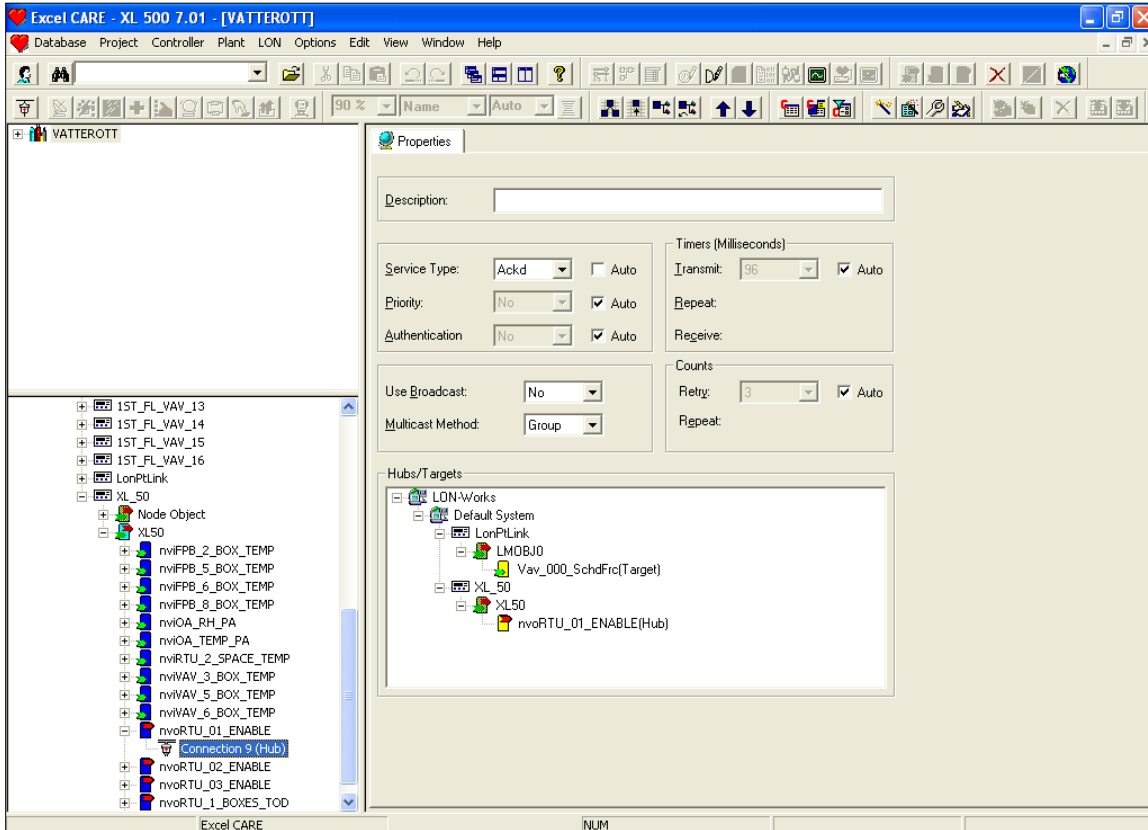 Excel CARE - XL 500 7.01 - [VATTEROTT]
Database Project Controller Plant LON Options Edit View Window Help
90 % Name Auto
VATTEROTT
Properties
Description:
Service Type: Ackd Auto
Priority: No Auto
Authentication No Auto
Timers (Milliseconds)
Transmit: 96 Auto
Repeat:
Receive:
Use Broadcast: No
Multicast Method: Group
Counts
Retry: 3 Auto
Repeat:
Hubs/Targets
LON-Works
Default System
LonPtLink
LMOBJ0
Vav_000_SchdFrc(Target)
XL_50
XL50
nvoRTU_01_ENABLE(Hub)
1ST_FL_VAV_13
1ST_FL_VAV_14
1ST_FL_VAV_15
1ST_FL_VAV_16
LonPtLink
XL_50
Node Object
XL50
nviFPB_2_BOX_TEMP
nviFPB_5_BOX_TEMP
nviFPB_6_BOX_TEMP
nviFPB_8_BOX_TEMP
nviOA_RH_PA
nviOA_TEMP_PA
nviRTU_2_SPACE_TEMP
nviVAV_3_BOX_TEMP
nviVAV_5_BOX_TEMP
nviVAV_6_BOX_TEMP
nvoRTU_01_ENABLE
Connection 9 (Hub)
nvoRTU_02_ENABLE
nvoRTU_03_ENABLE
nvoRTU_1_BOXES_TOD
Excel CARE NUM